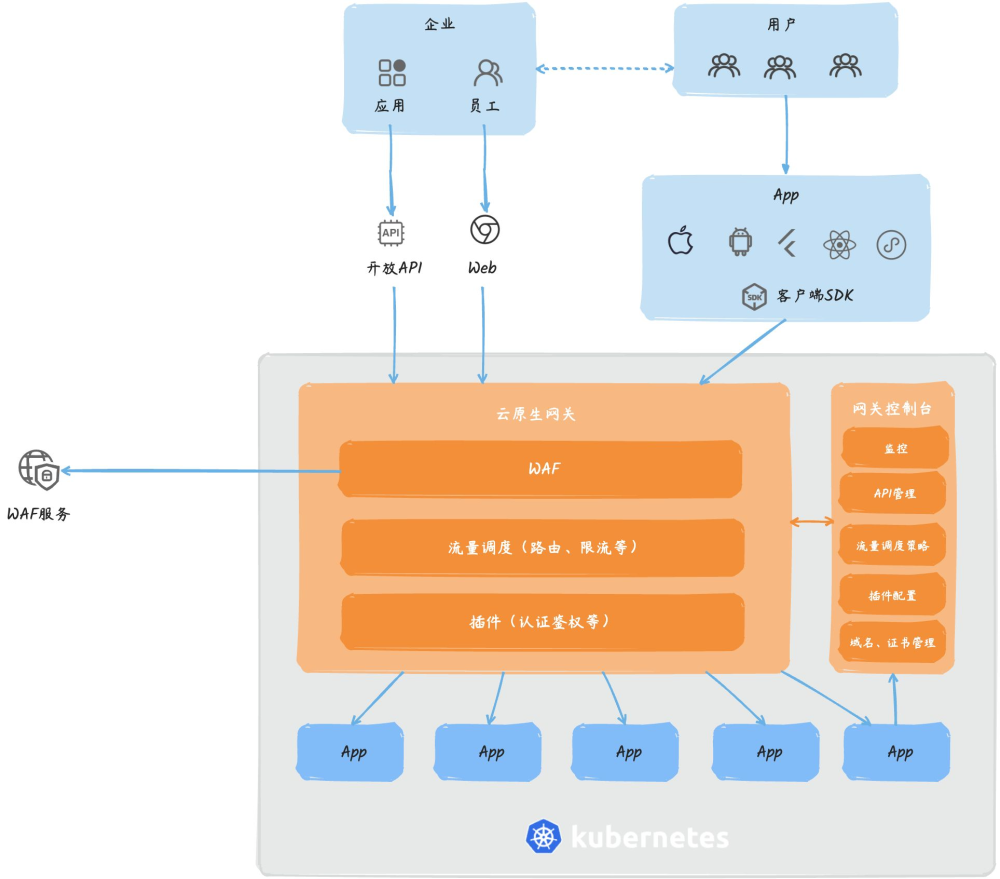 企业
应用
员工
用户
App
SDK
客户端SDK
API
开放API
Web
云原生网关
WAF
流量调度（路由、限流等）
插件（认证鉴权等）
WAF服务
网关控制台
监控
API管理
流量调度策略
插件配置
域名、证书管理
App
App
App
App
App
kubernetes